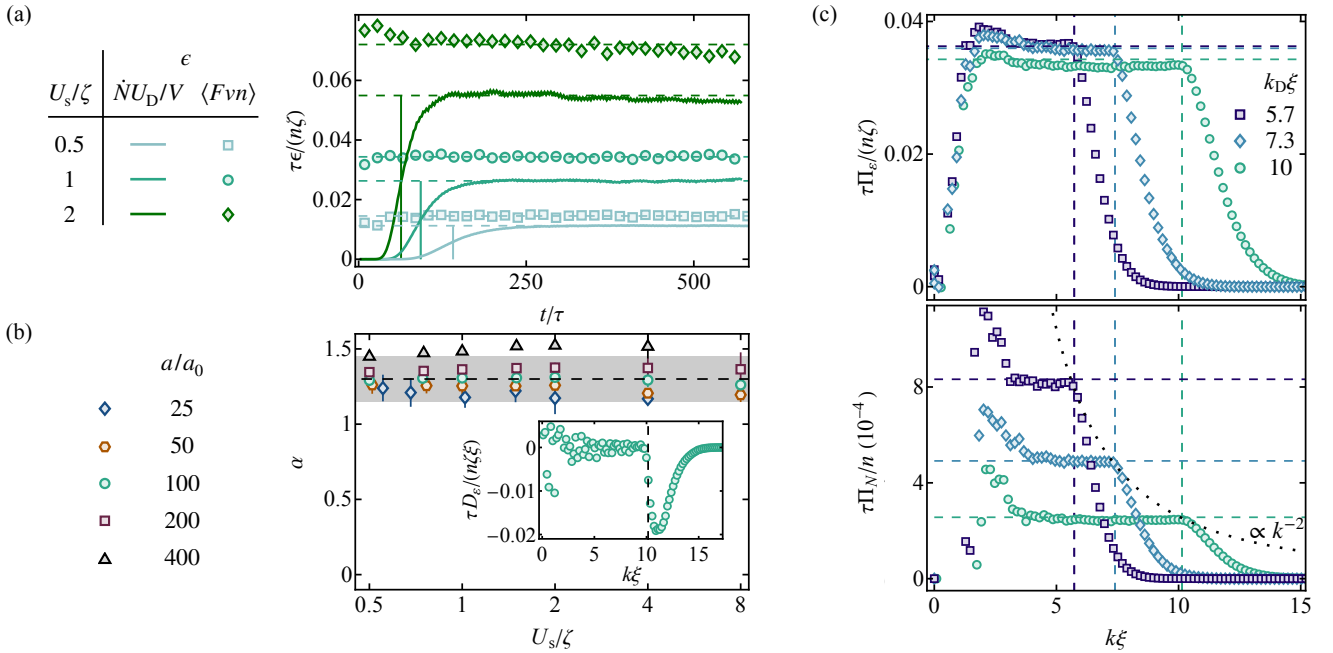 (a)
ϵ
U_s/ζ ṄU_D/V ⟨Fvn⟩
0.5
1
2
τϵ/(nζ)
0.06
0.04
0.02
0
0 250 500
t/τ
(b)
a/a_0
25
50
100
200
400
α
1.5
1
0.5
0
0.5 1 2 4 8
U_s/ζ
τD_ε/(nζξ)
0
−0.01
−0.02
0 5 10 15
kξ
(c)
τΠ_ε/(nζ)
0.04
0.02
0
k_Dξ
5.7
7.3
10
τΠ_N/n (10⁻⁴)
8
4
0
∝ k⁻²
0 5 10 15
kξ